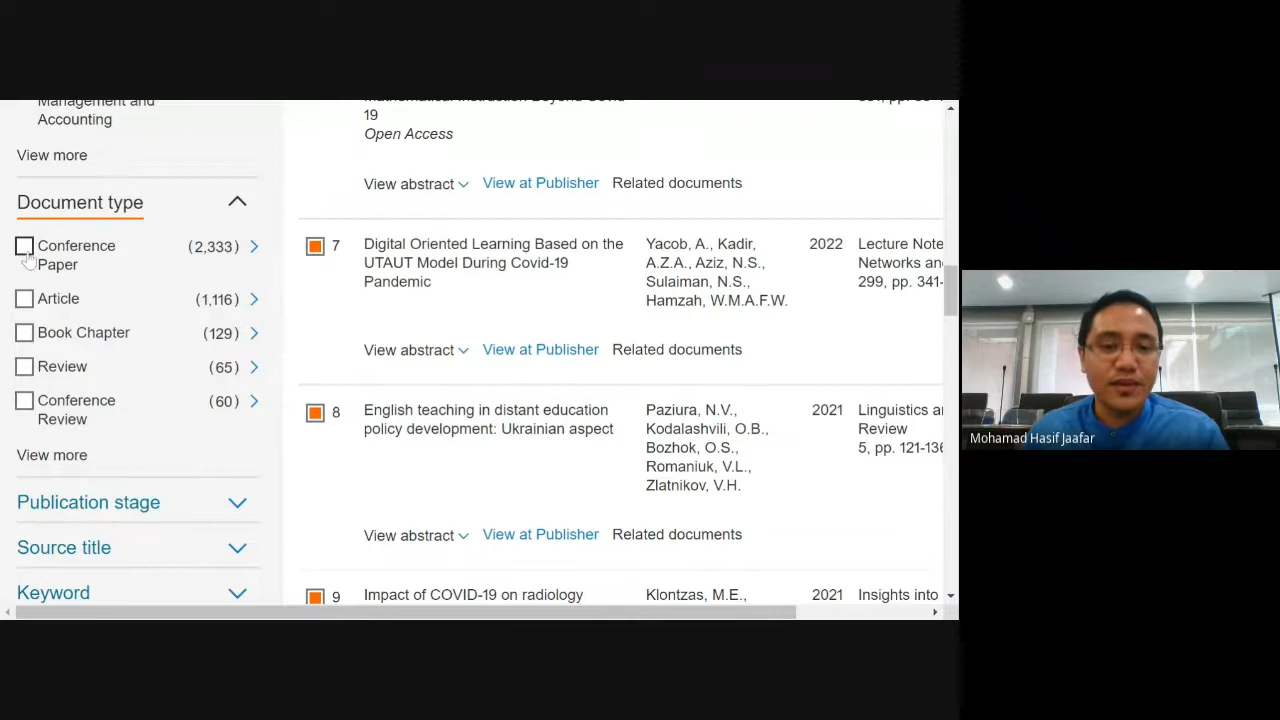 Management and
Accounting
View more
Document type
Conference
Paper
(2,333)
Article
(1,116)
Book Chapter
(129)
Review
(65)
Conference
Review
(60)
View more
Publication stage
Source title
Keyword
19
Open Access
View abstract
View at Publisher
Related documents
7
Digital Oriented Learning Based on the
UTAUT Model During Covid-19
Pandemic
Yacob, A., Kadir,
A.Z.A., Aziz, N.S.,
Sulaiman, N.S.,
Hamzah, W.M.A.F.W.
2022
Lecture Note
Networks an
299, pp. 341-
View abstract
View at Publisher
Related documents
8
English teaching in distant education
policy development: Ukrainian aspect
Paziura, N.V.,
Kodalashvili, O.B.,
Bozhok, O.S.,
Romaniuk, V.L.,
Zlatnikov, V.H.
2021
Linguistics a
Review
5, pp. 121-136
View abstract
View at Publisher
Related documents
9
Impact of COVID-19 on radiology
Klontzas, M.E.,
2021
Insights into
Mohamad Hasif Jaafar